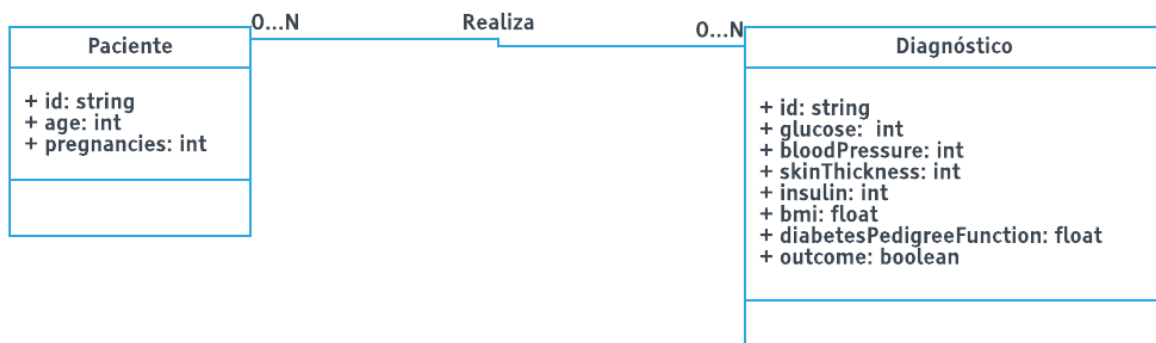 0...N
Realiza
0...N
Paciente
+ id: string
+ age: int
+ pregnancies: int
Diagnóstico
+ id: string
+ glucose:  int
+ bloodPressure: int
+ skinThickness: int
+ insulin: int
+ bmi: float
+ diabetesPedigreeFunction: float
+ outcome: boolean